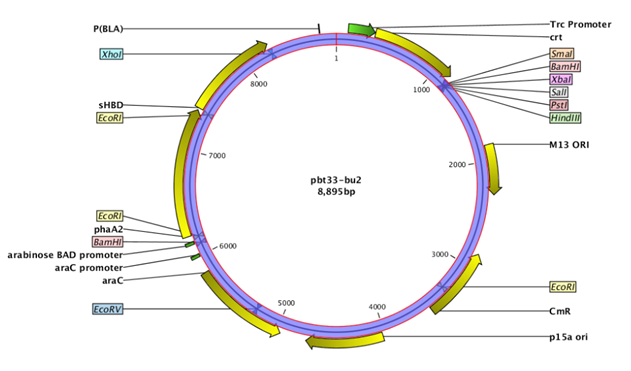 P(BLA)
XhoI
sHBD
EcoRI
EcoRI
phaA2
BamHI
arabinose BAD promoter
araC promoter
araC
EcoRV
Trc Promoter
crt
SmaI
BamHI
XbaI
SalI
PstI
HindIII
M13 ORI
EcoRI
CmR
p15a ori
1
1000
2000
3000
4000
5000
6000
7000
8000
pbt33-bu2
8,895bp